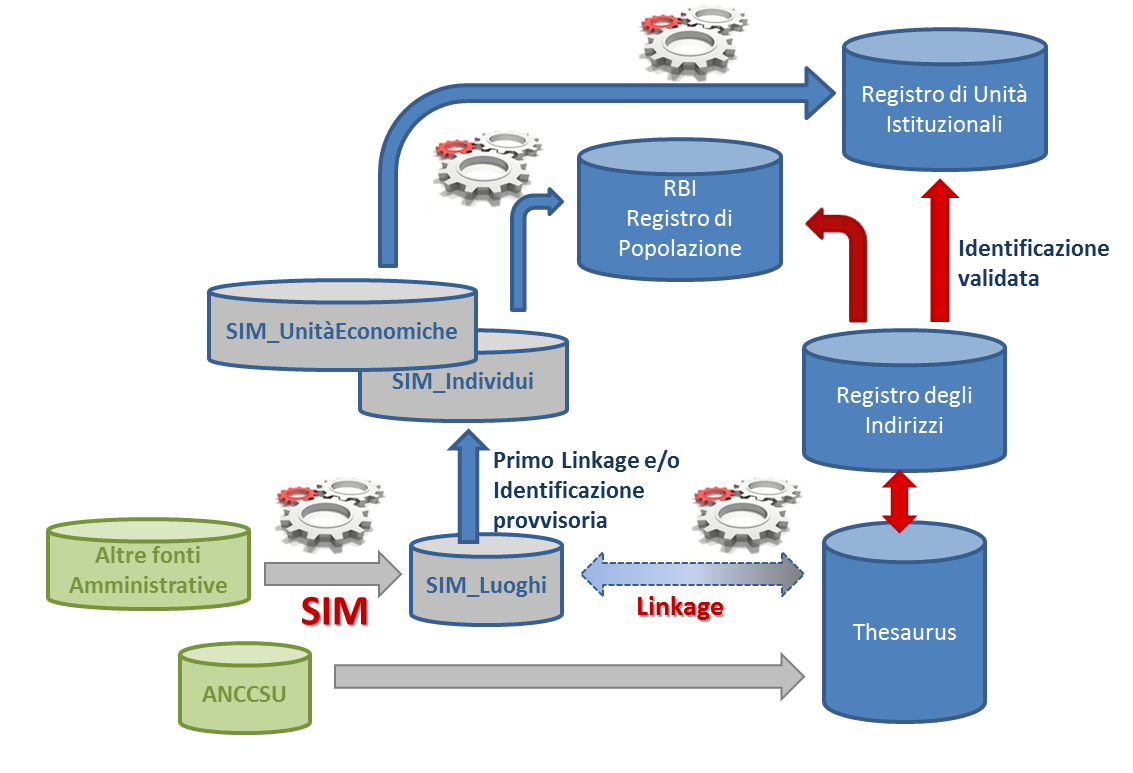 Registro di Unità
Istituzionali
RBI
Registro di
Popolazione
Identificazione
validata
SIM_UnitàEconomiche
SIM_Individui
Registro degli
Indirizzi
Primo Linkage e/o
Identificazione
provvisoria
Altre fonti
Amministrative
SIM
SIM_Luoghi
Linkage
Thesaurus
ANCCSU